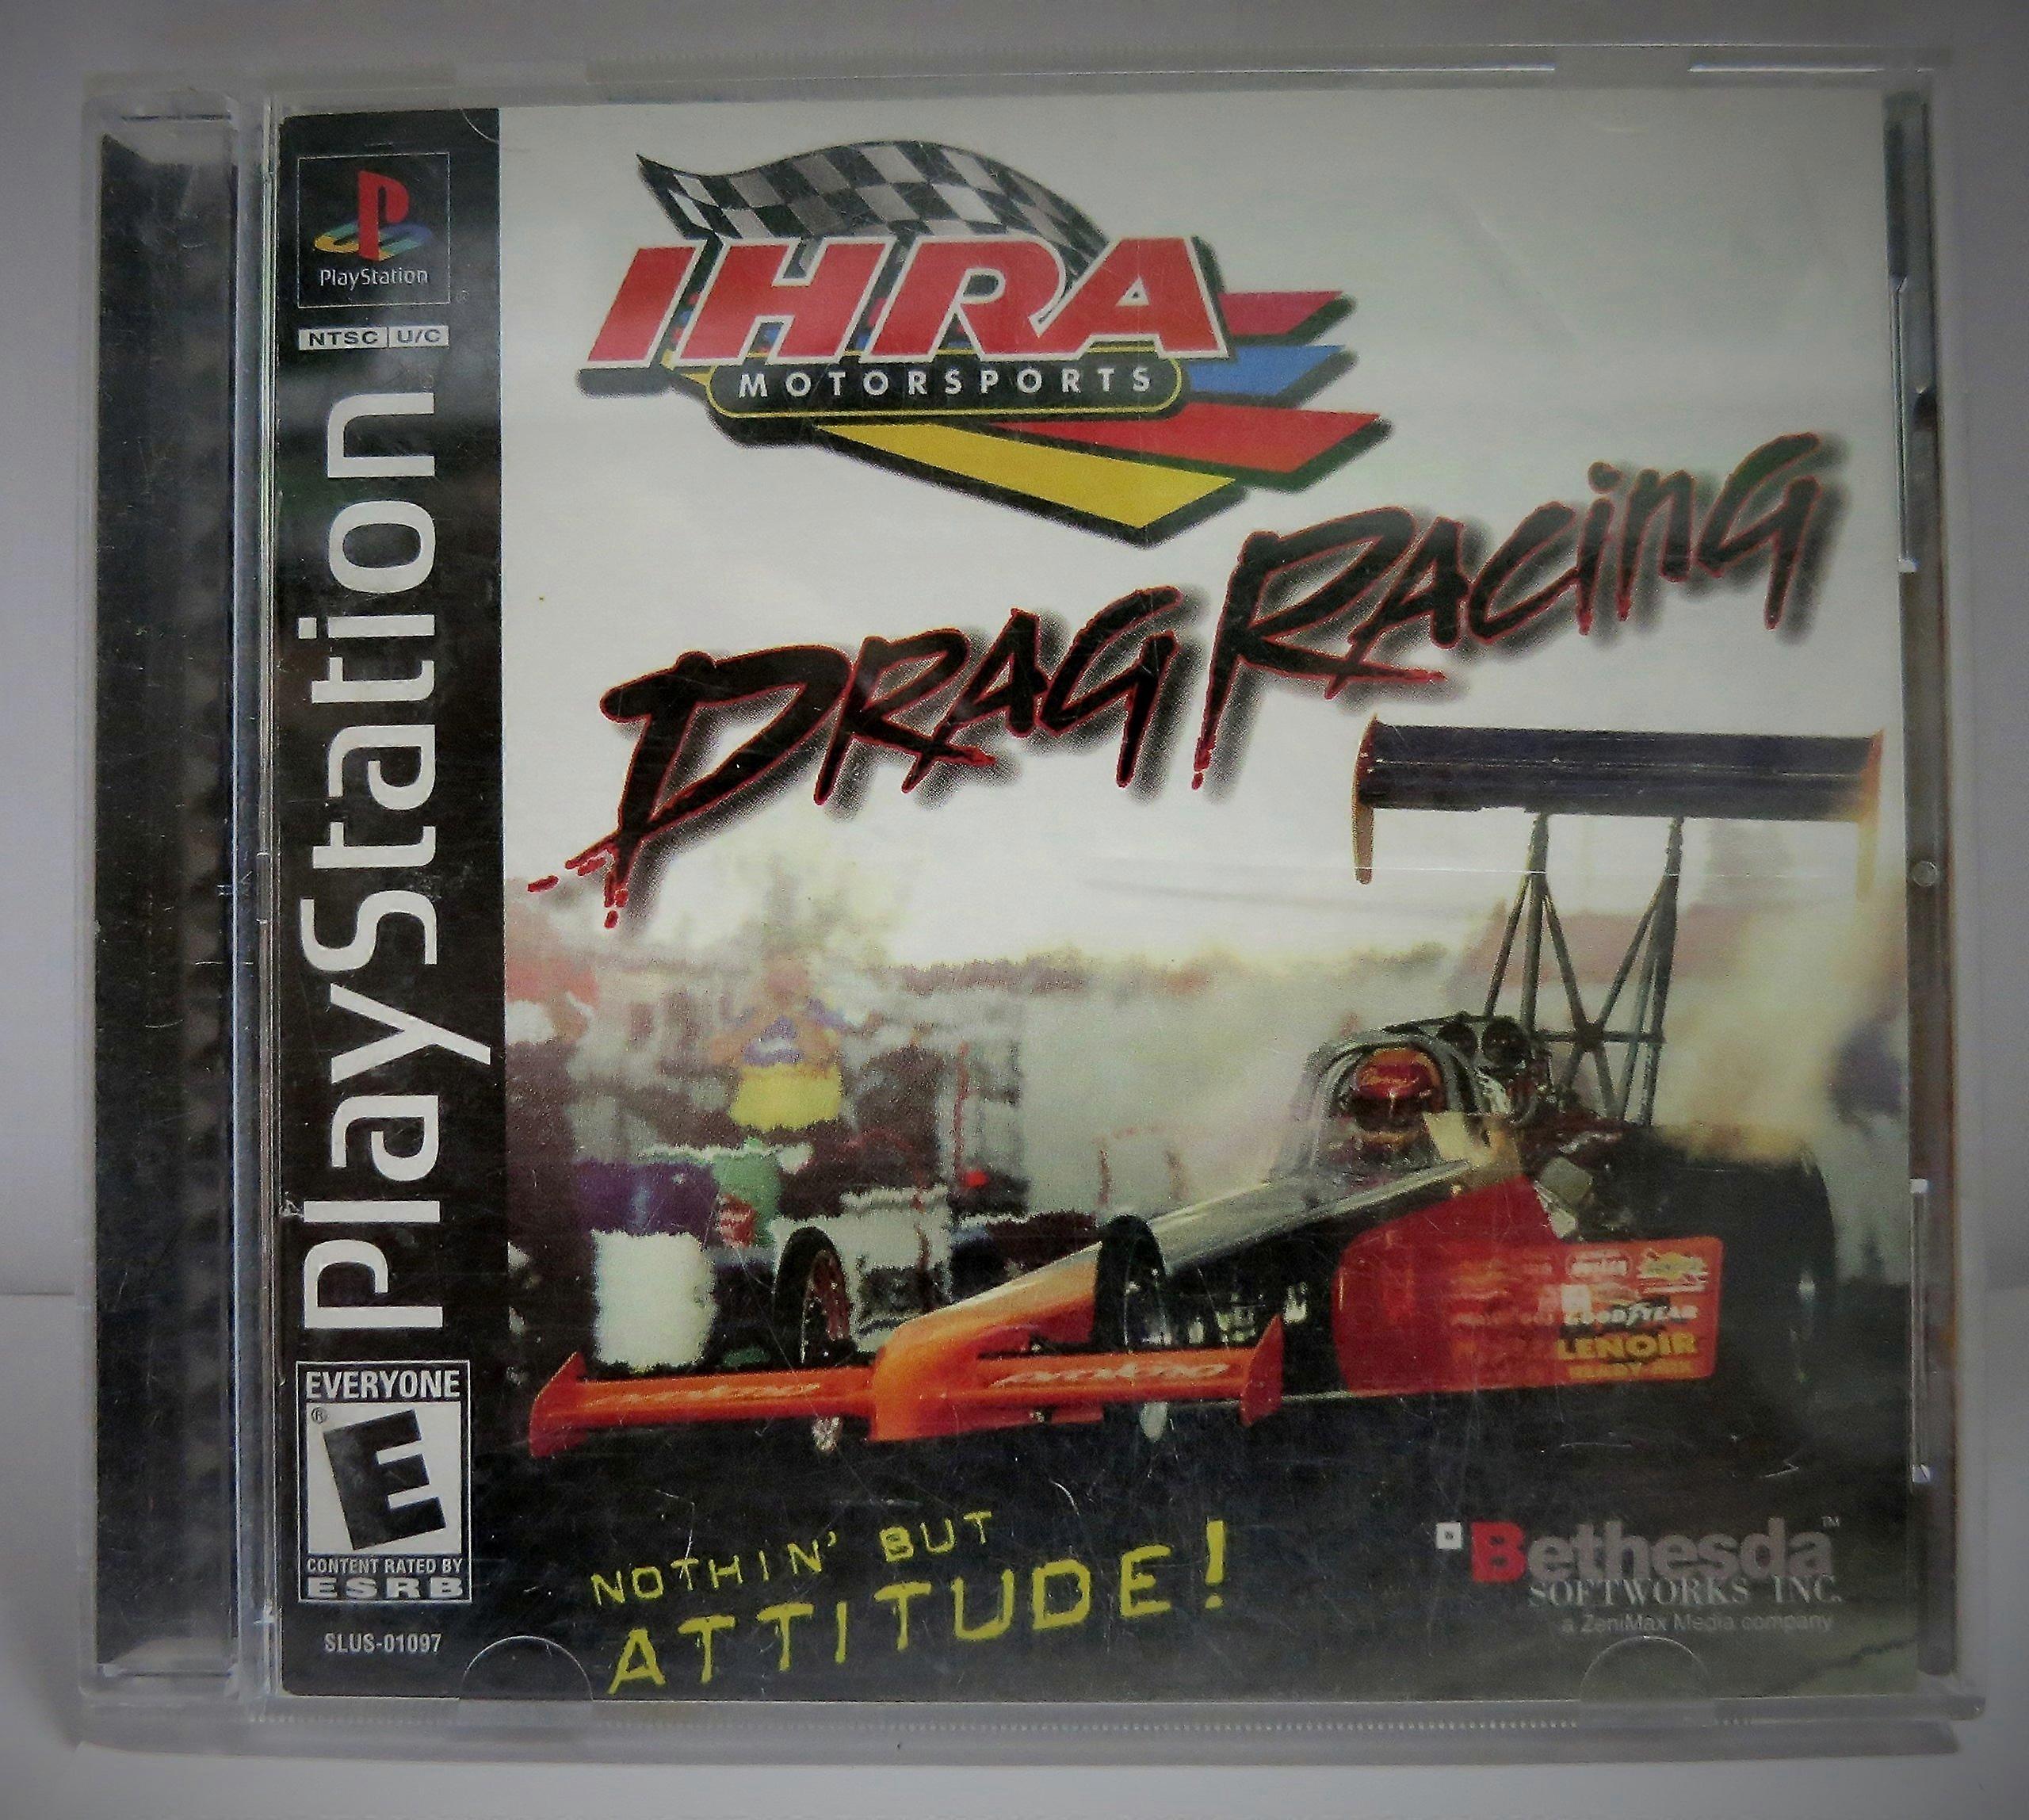 PlayStation
NTSC U/C
PlayStation
EVERYONE
E
CONTENT RATED BY
ESRB
SLUS-01097
IHRA
MOTORSPORTS
DRAG RACING
GOODYEAR
LENOIR
NOTHIN' BUT
ATTITUDE!
Bethesda™
SOFTWORKS INC.
a ZeniMax Media company